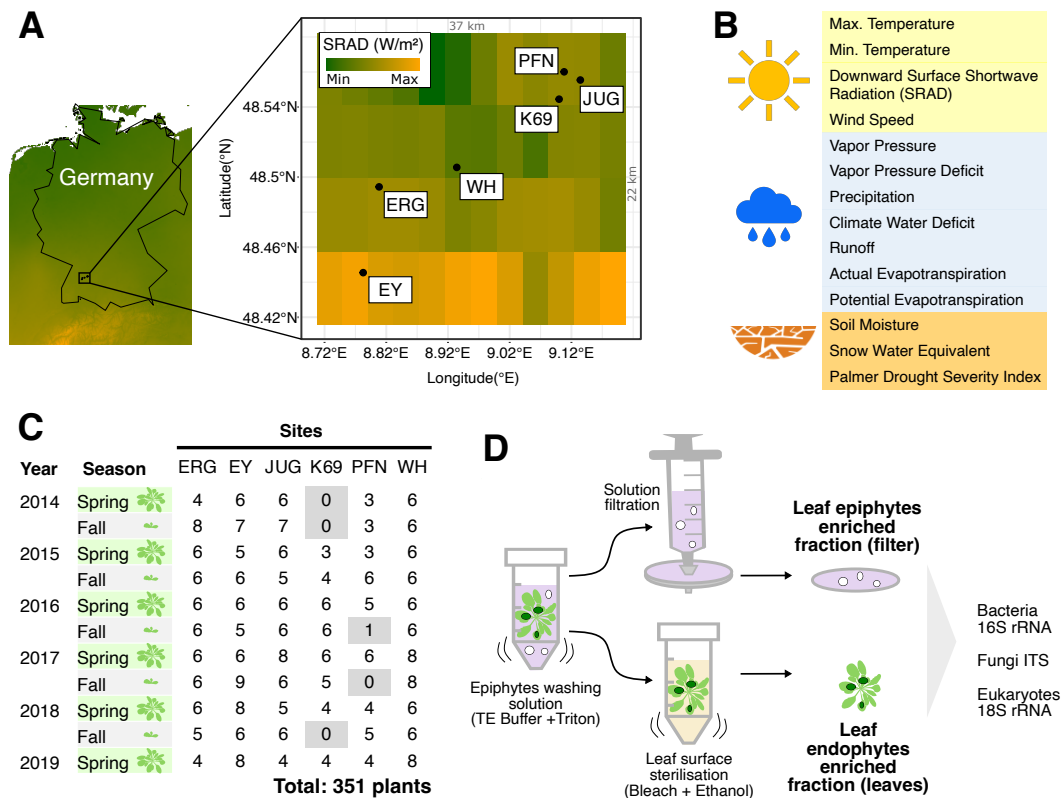 A
37 km
SRAD (W/m²)
Min Max
PFN
JUG
K69
WH
ERG
EY
22 km
48.54°N
48.5°N
48.46°N
48.42°N
Latitude(°N)
8.72°E 8.82°E 8.92°E 9.02°E 9.12°E
Longitude(°E)
Germany
B
Max. Temperature
Min. Temperature
Downward Surface Shortwave
Radiation (SRAD)
Wind Speed
Vapor Pressure
Vapor Pressure Deficit
Precipitation
Climate Water Deficit
Runoff
Actual Evapotranspiration
Potential Evapotranspiration
Soil Moisture
Snow Water Equivalent
Palmer Drought Severity Index
C
Sites
Year Season ERG EY JUG K69 PFN WH
2014 Spring 4 6 6 0 3 6
Fall 8 7 7 0 3 6
2015 Spring 6 5 6 3 3 6
Fall 6 6 5 4 6 6
2016 Spring 6 6 6 6 5 6
Fall 6 5 6 6 1 6
2017 Spring 6 6 8 6 6 8
Fall 6 9 6 5 0 8
2018 Spring 6 8 5 4 4 6
Fall 5 6 6 0 5 6
2019 Spring 4 8 4 4 4 8
Total: 351 plants
D
Solution
filtration
Leaf epiphytes
enriched
fraction (filter)
Epiphytes washing
solution
(TE Buffer +Triton)
Leaf surface
sterilisation
(Bleach + Ethanol)
Leaf
endophytes
enriched
fraction (leaves)
Bacteria
16S rRNA
Fungi ITS
Eukaryotes
18S rRNA